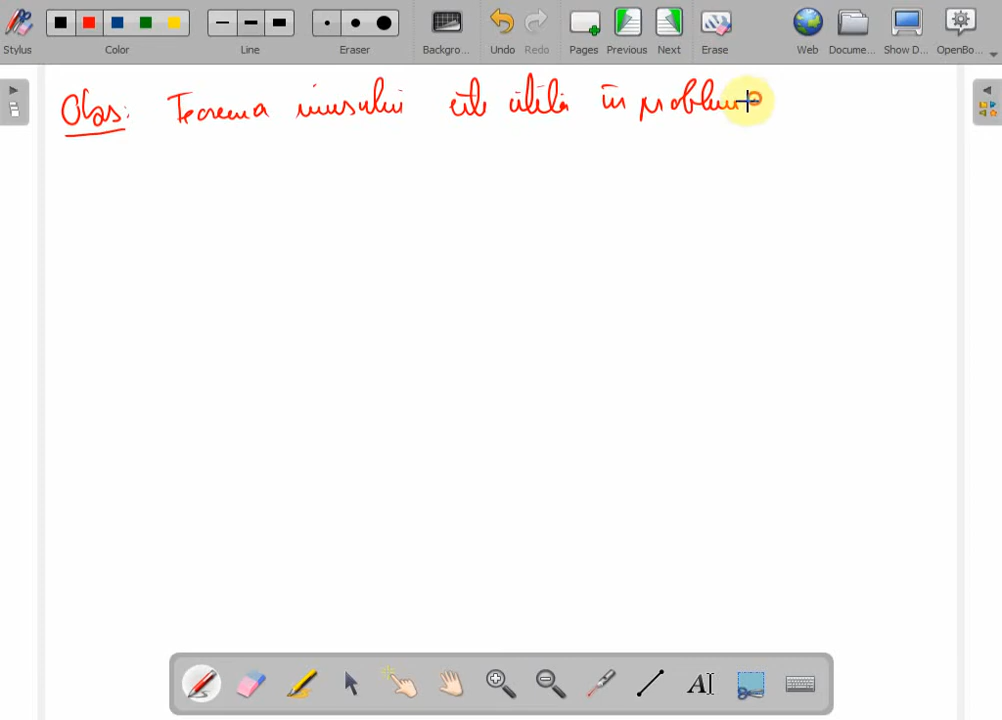 Stylus Color Line Eraser Backgro... Undo Redo Pages Previous Next Erase Web Docume... Show D... OpenBo...
Obs: Teorema sinusului este utilă în problem
A